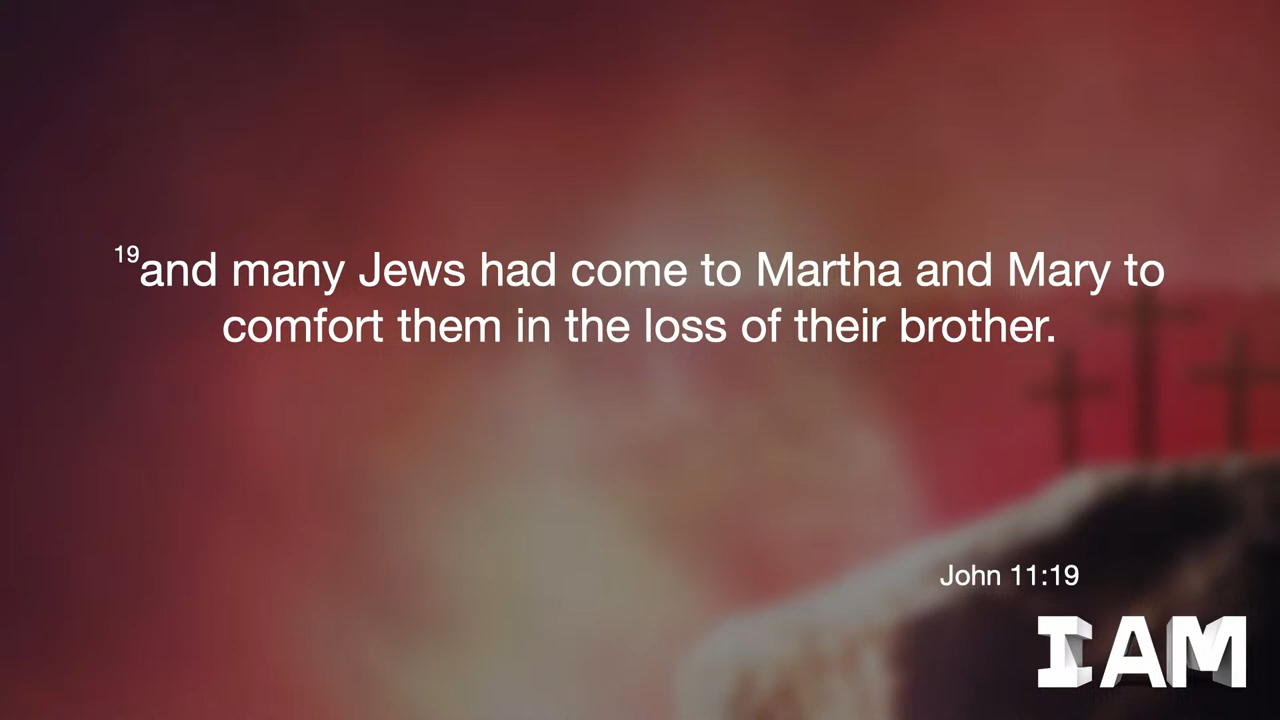 19and many Jews had come to Martha and Mary to
comfort them in the loss of their brother.
John 11:19
I AM